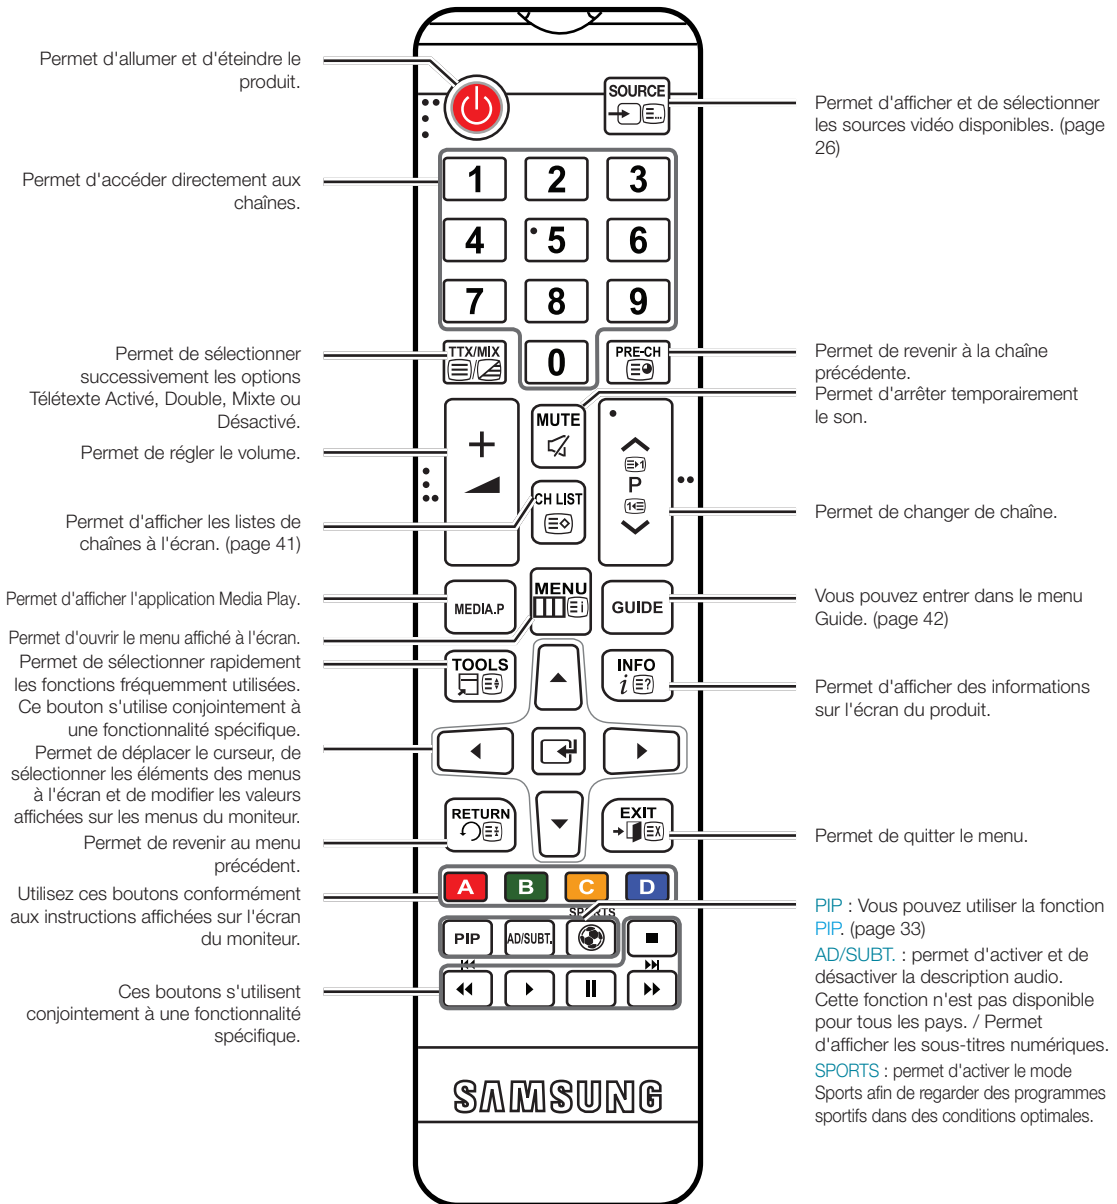 Permet d'allumer et d'éteindre le
produit.
Permet d'accéder directement aux
chaînes.
Permet de sélectionner
successivement les options
Télétexte Activé, Double, Mixte ou
Désactivé.
Permet de régler le volume.
Permet d'afficher les listes de
chaînes à l'écran. (page 41)
Permet d'afficher l'application Media Play.
Permet d'ouvrir le menu affiché à l'écran.
Permet de sélectionner rapidement
les fonctions fréquemment utilisées.
Ce bouton s'utilise conjointement à
une fonctionnalité spécifique.
Permet de déplacer le curseur, de
sélectionner les éléments des menus
à l'écran et de modifier les valeurs
affichées sur les menus du moniteur.
Permet de revenir au menu
précédent.
Utilisez ces boutons conformément
aux instructions affichées sur l'écran
du moniteur.
Ces boutons s'utilisent
conjointement à une fonctionnalité
spécifique.
SOURCE
1 2 3
4 5 6
7 8 9
TTX/MIX 0 PRE-CH
MUTE
P
CH LIST
MEDIA.P MENU GUIDE
TOOLS INFO
RETURN EXIT
A B C D
SPORTS
PIP AD/SUBT.
SAMSUNG
Permet d'afficher et de sélectionner
les sources vidéo disponibles. (page
26)
Permet de revenir à la chaîne
précédente.
Permet d'arrêter temporairement
le son.
Permet de changer de chaîne.
Vous pouvez entrer dans le menu
Guide. (page 42)
Permet d'afficher des informations
sur l'écran du produit.
Permet de quitter le menu.
PIP : Vous pouvez utiliser la fonction
PIP. (page 33)
AD/SUBT. : permet d'activer et de
désactiver la description audio.
Cette fonction n'est pas disponible
pour tous les pays. / Permet
d'afficher les sous-titres numériques.
SPORTS : permet d'activer le mode
Sports afin de regarder des programmes
sportifs dans des conditions optimales.